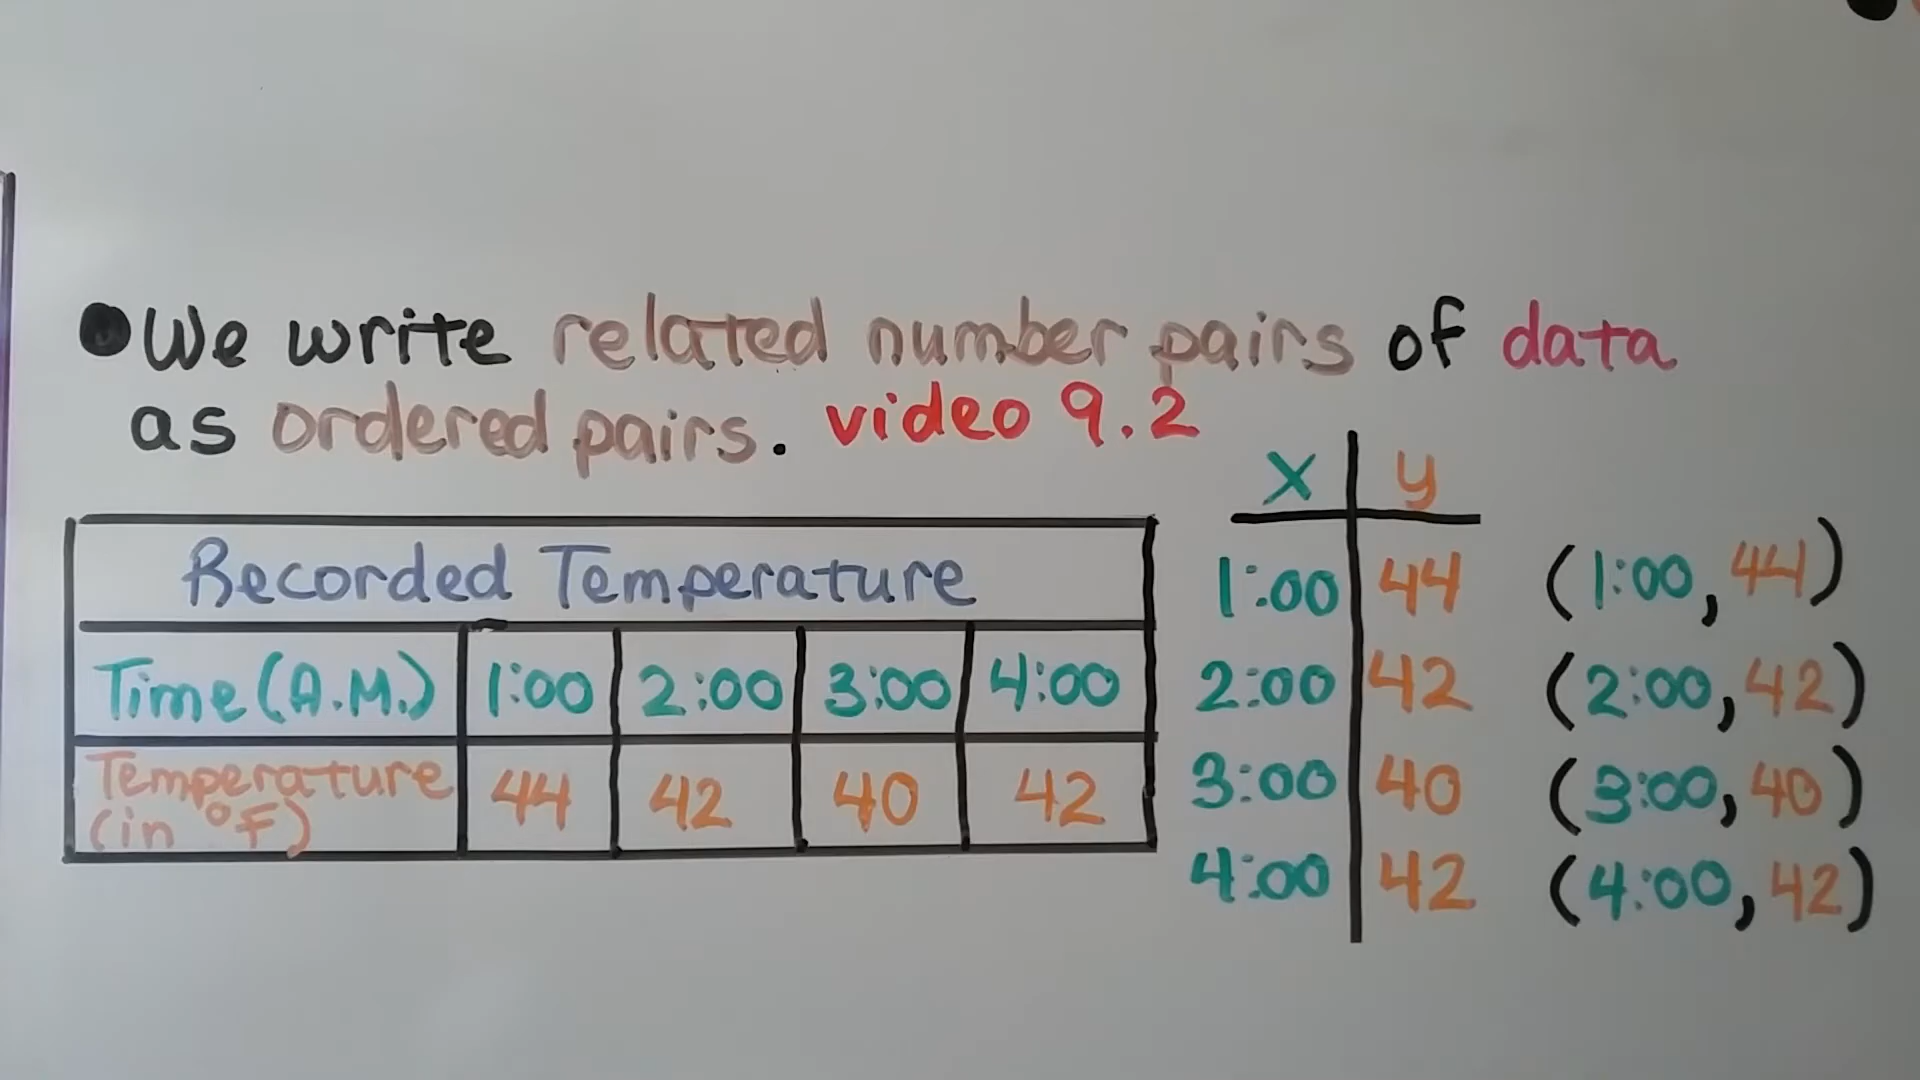 ●We write related number pairs of data
as ordered pairs. video 9.2
Recorded Temperature
Time (A.M.) 1:00 2:00 3:00 4:00
Temperature
(in °F) 44 42 40 42
x y
1:00 44 (1:00, 44)
2:00 42 (2:00, 42)
3:00 40 (3:00, 40)
4:00 42 (4:00, 42)